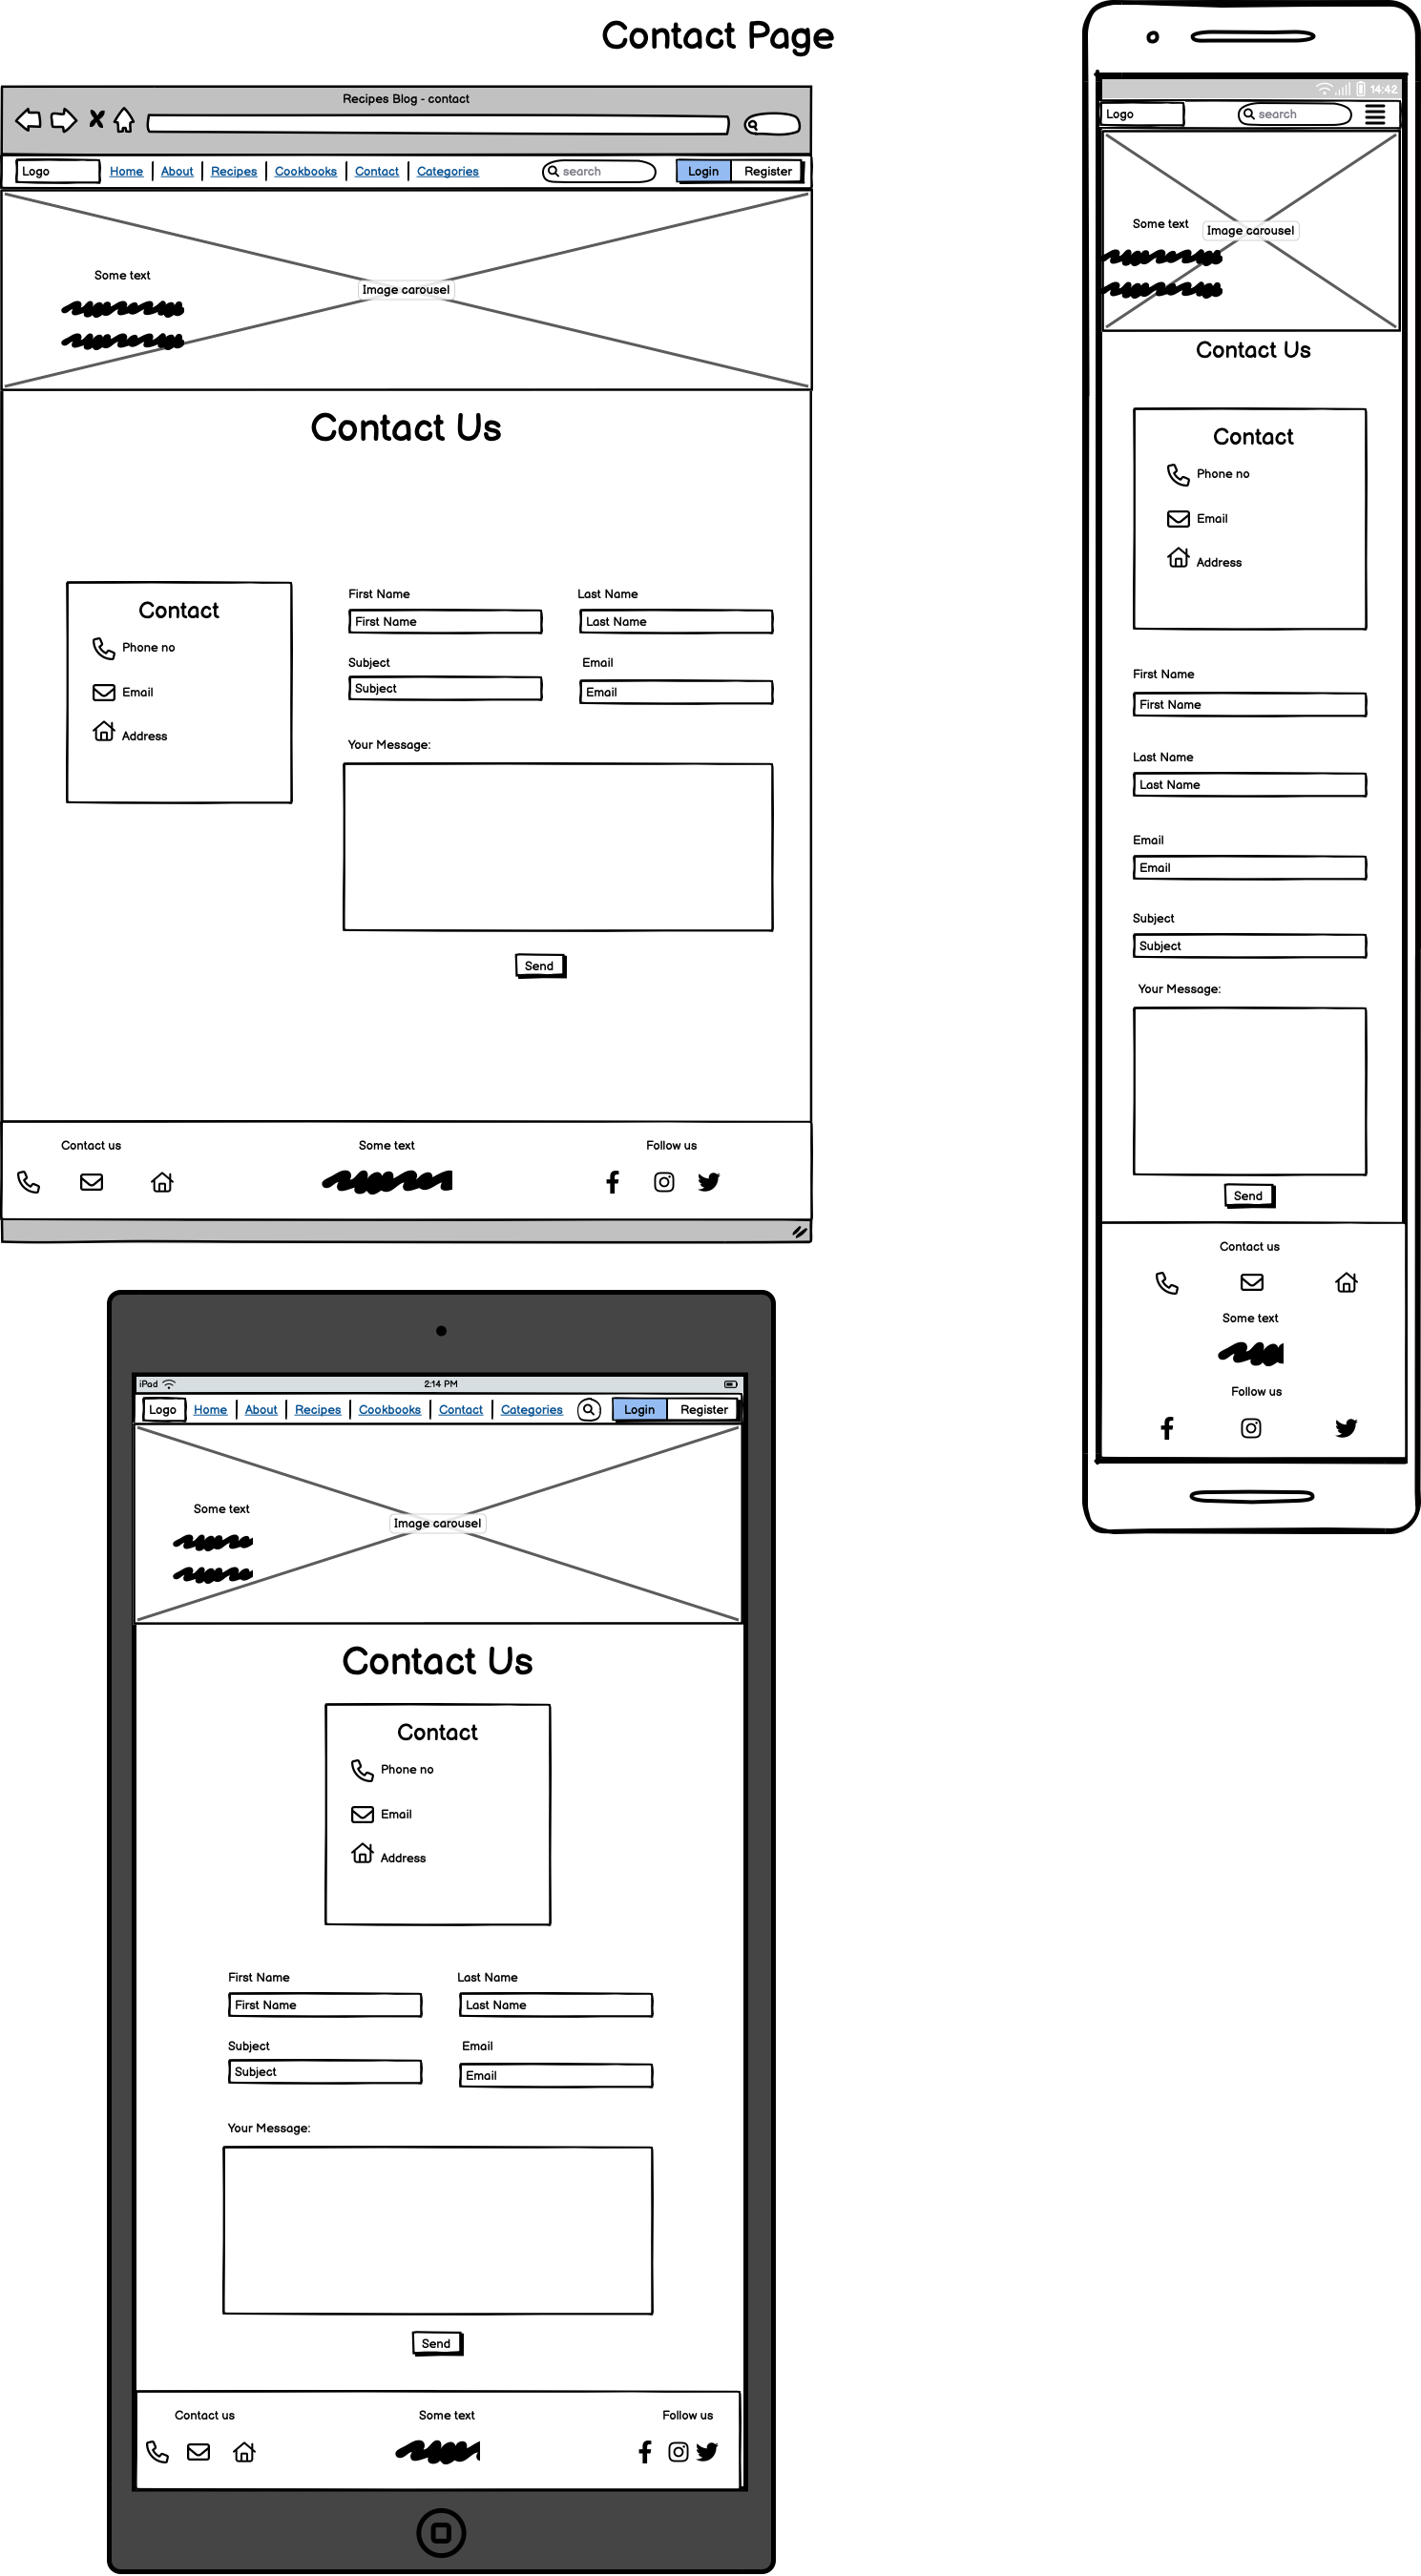 Contact Page
Recipes Blog - contact
Logo Home About Recipes Cookbooks Contact Categories search Login Register
Some text
Image carousel
Contact Us
Contact
Phone no
Email
Address
First Name Last Name
First Name Last Name
Subject Email
Subject Email
Your Message:
Send
Contact us Some text Follow us
14:42
Logo search
Some text
Image carousel
Contact Us
Contact
Phone no
Email
Address
First Name
First Name
Last Name
Last Name
Email
Email
Subject
Subject
Your Message:
Send
Contact us
Some text
Follow us
iPad 2:14 PM
Logo Home About Recipes Cookbooks Contact Categories Login Register
Some text
Image carousel
Contact Us
Contact
Phone no
Email
Address
First Name Last Name
First Name Last Name
Subject Email
Subject Email
Your Message:
Send
Contact us Some text Follow us